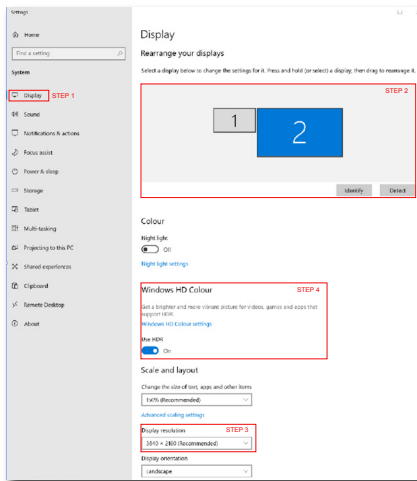 Settings
Home
Find a setting
System
Display STEP 1
Sound
Notifications & actions
Focus assist
Power & sleep
Storage
Tablet
Multi-tasking
Projecting to this PC
Shared experiences
Clipboard
Remote Desktop
About
Display
Rearrange your displays
Select a display below to change the settings for it. Press and hold (or select) a display, then drag to rearrange it.
STEP 2
1
2
Identify Detect
Colour
Night light
Off
Night light settings
Windows HD Colour STEP 4
Get a brighter and more vibrant picture for videos, games and apps that
support HDR.
Windows HD Colour settings
Use HDR
On
Scale and layout
Change the size of text, apps and other items
150% (Recommended)
Advanced scaling settings
Display resolution STEP 3
3840 × 2160 (Recommended)
Display orientation
Landscape